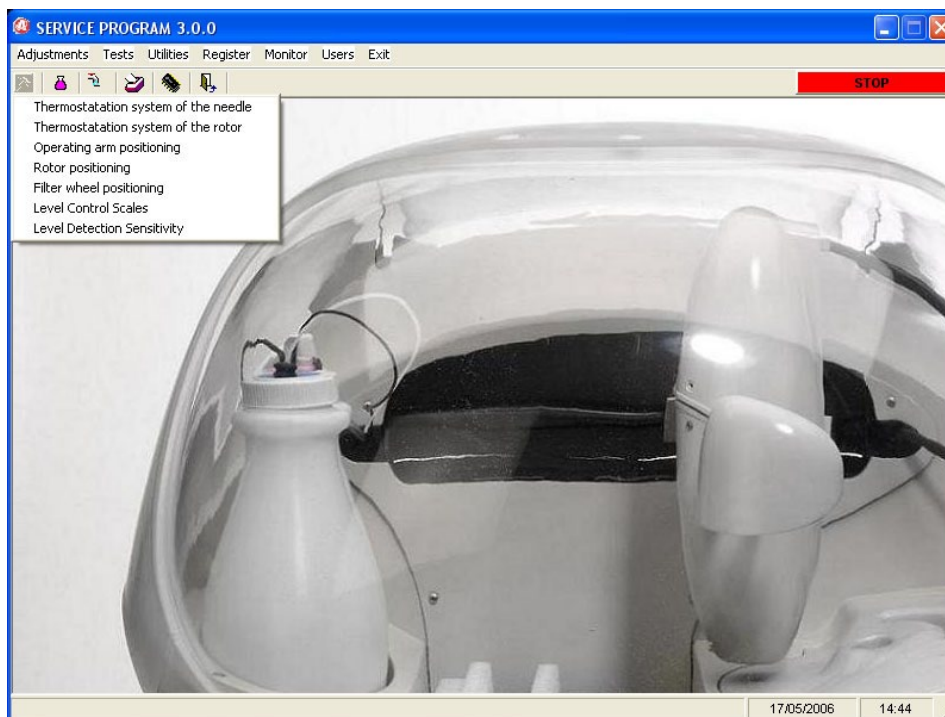 SERVICE PROGRAM 3.0.0
Adjustments Tests Utilities Register Monitor Users Exit
STOP
Thermostatation system of the needle
Thermostatation system of the rotor
Operating arm positioning
Rotor positioning
Filter wheel positioning
Level Control Scales
Level Detection Sensitivity
17/05/2006 14:44